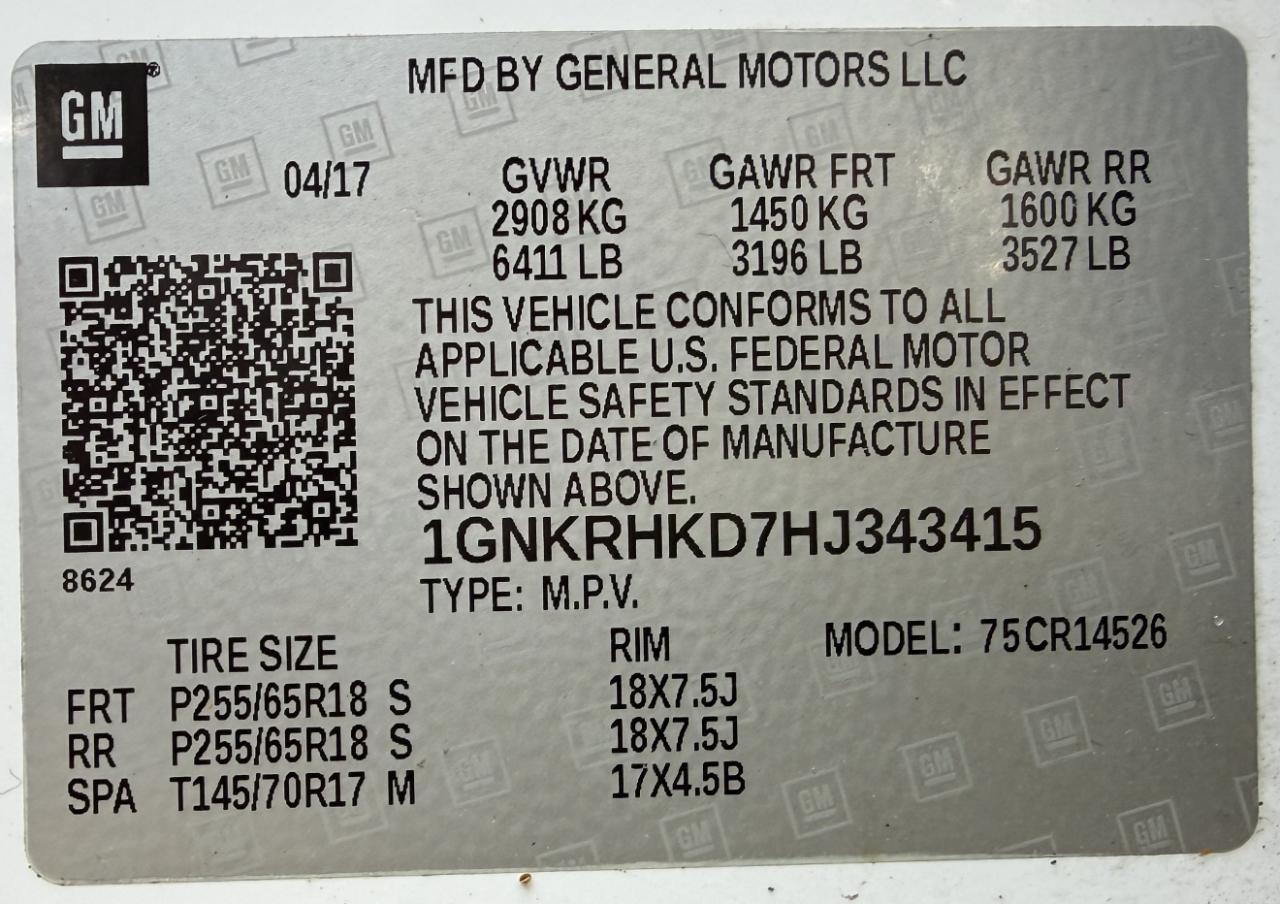 GM
MFD BY GENERAL MOTORS LLC
04/17
GVWR GAWR FRT GAWR RR
2908 KG 1450 KG 1600 KG
6411 LB 3196 LB 3527 LB
THIS VEHICLE CONFORMS TO ALL
APPLICABLE U.S. FEDERAL MOTOR
VEHICLE SAFETY STANDARDS IN EFFECT
ON THE DATE OF MANUFACTURE
SHOWN ABOVE.
1GNKRHKD7HJ343415
8624
TYPE: M.P.V.
TIRE SIZE RIM MODEL: 75CR14526
FRT P255/65R18 S 18X7.5J
RR P255/65R18 S 18X7.5J
SPA T145/70R17 M 17X4.5B